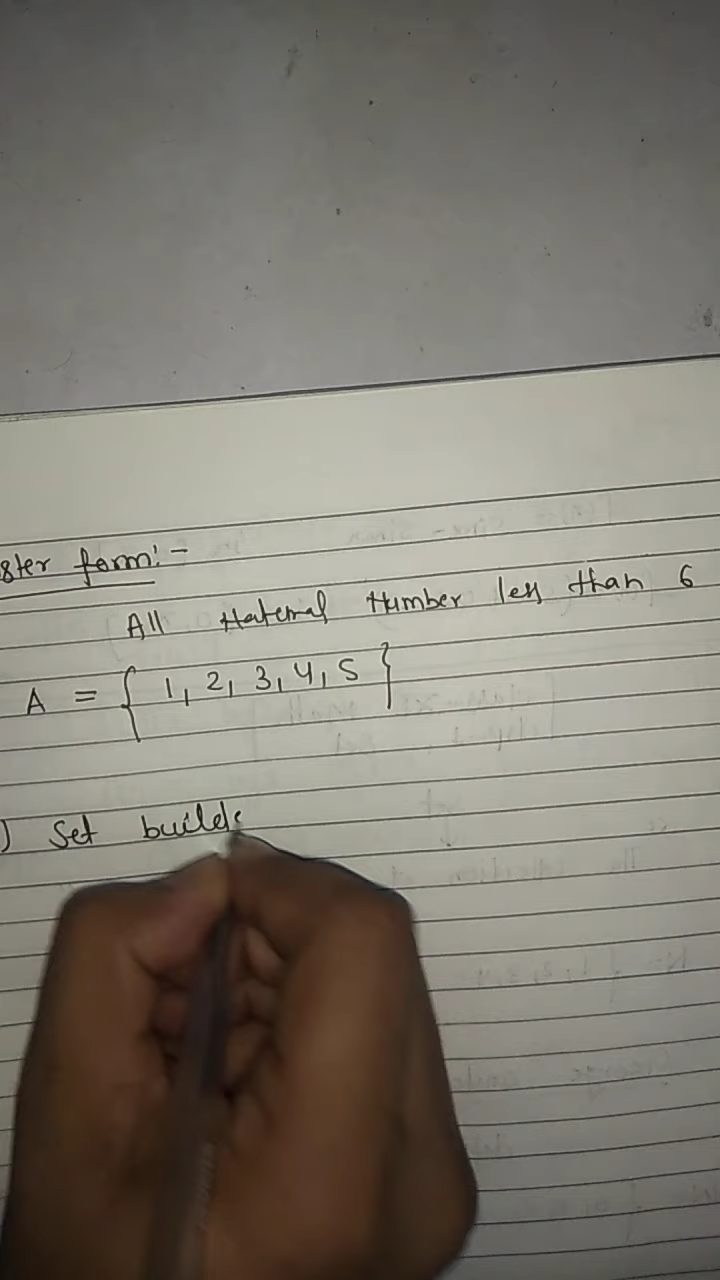 ster form:-
All Natural Number less than 6
A = { 1, 2, 3, 4, 5 }
) Set builde